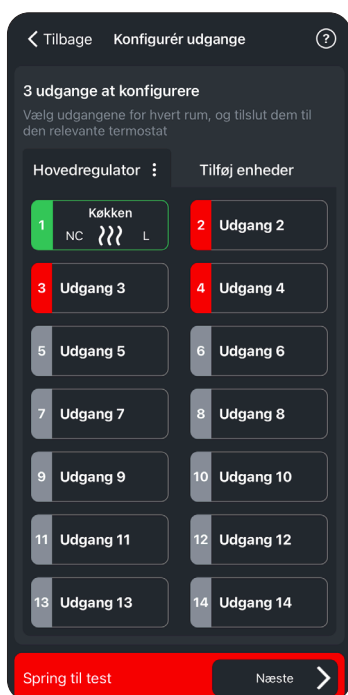 Tilbage Konfigurér udgange ?
3 udgange at konfigurere
Vælg udgangene for hvert rum, og tilslut dem til
den relevante termostat
Hovedregulator Tilføj enheder
1 Køkken
NC L
2 Udgang 2
3 Udgang 3
4 Udgang 4
5 Udgang 5
6 Udgang 6
7 Udgang 7
8 Udgang 8
9 Udgang 9
10 Udgang 10
11 Udgang 11
12 Udgang 12
13 Udgang 13
14 Udgang 14
Spring til test Næste